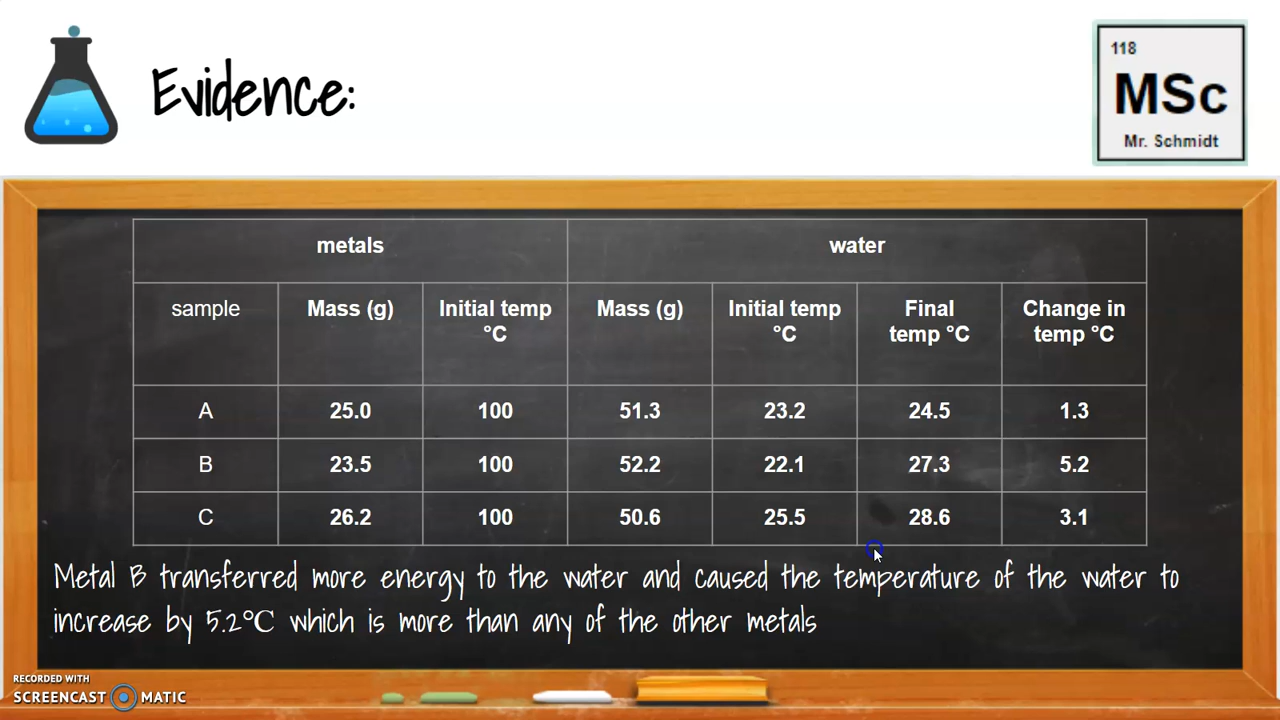 Evidence:
118
MSc
Mr. Schmidt
metals water
sample Mass (g) Initial temp °C Mass (g) Initial temp °C Final temp °C Change in temp °C
A 25.0 100 51.3 23.2 24.5 1.3
B 23.5 100 52.2 22.1 27.3 5.2
C 26.2 100 50.6 25.5 28.6 3.1
Metal B transferred more energy to the water and caused the temperature of the water to
increase by 5.2°C which is more than any of the other metals
RECORDED WITH
SCREENCAST MATIC